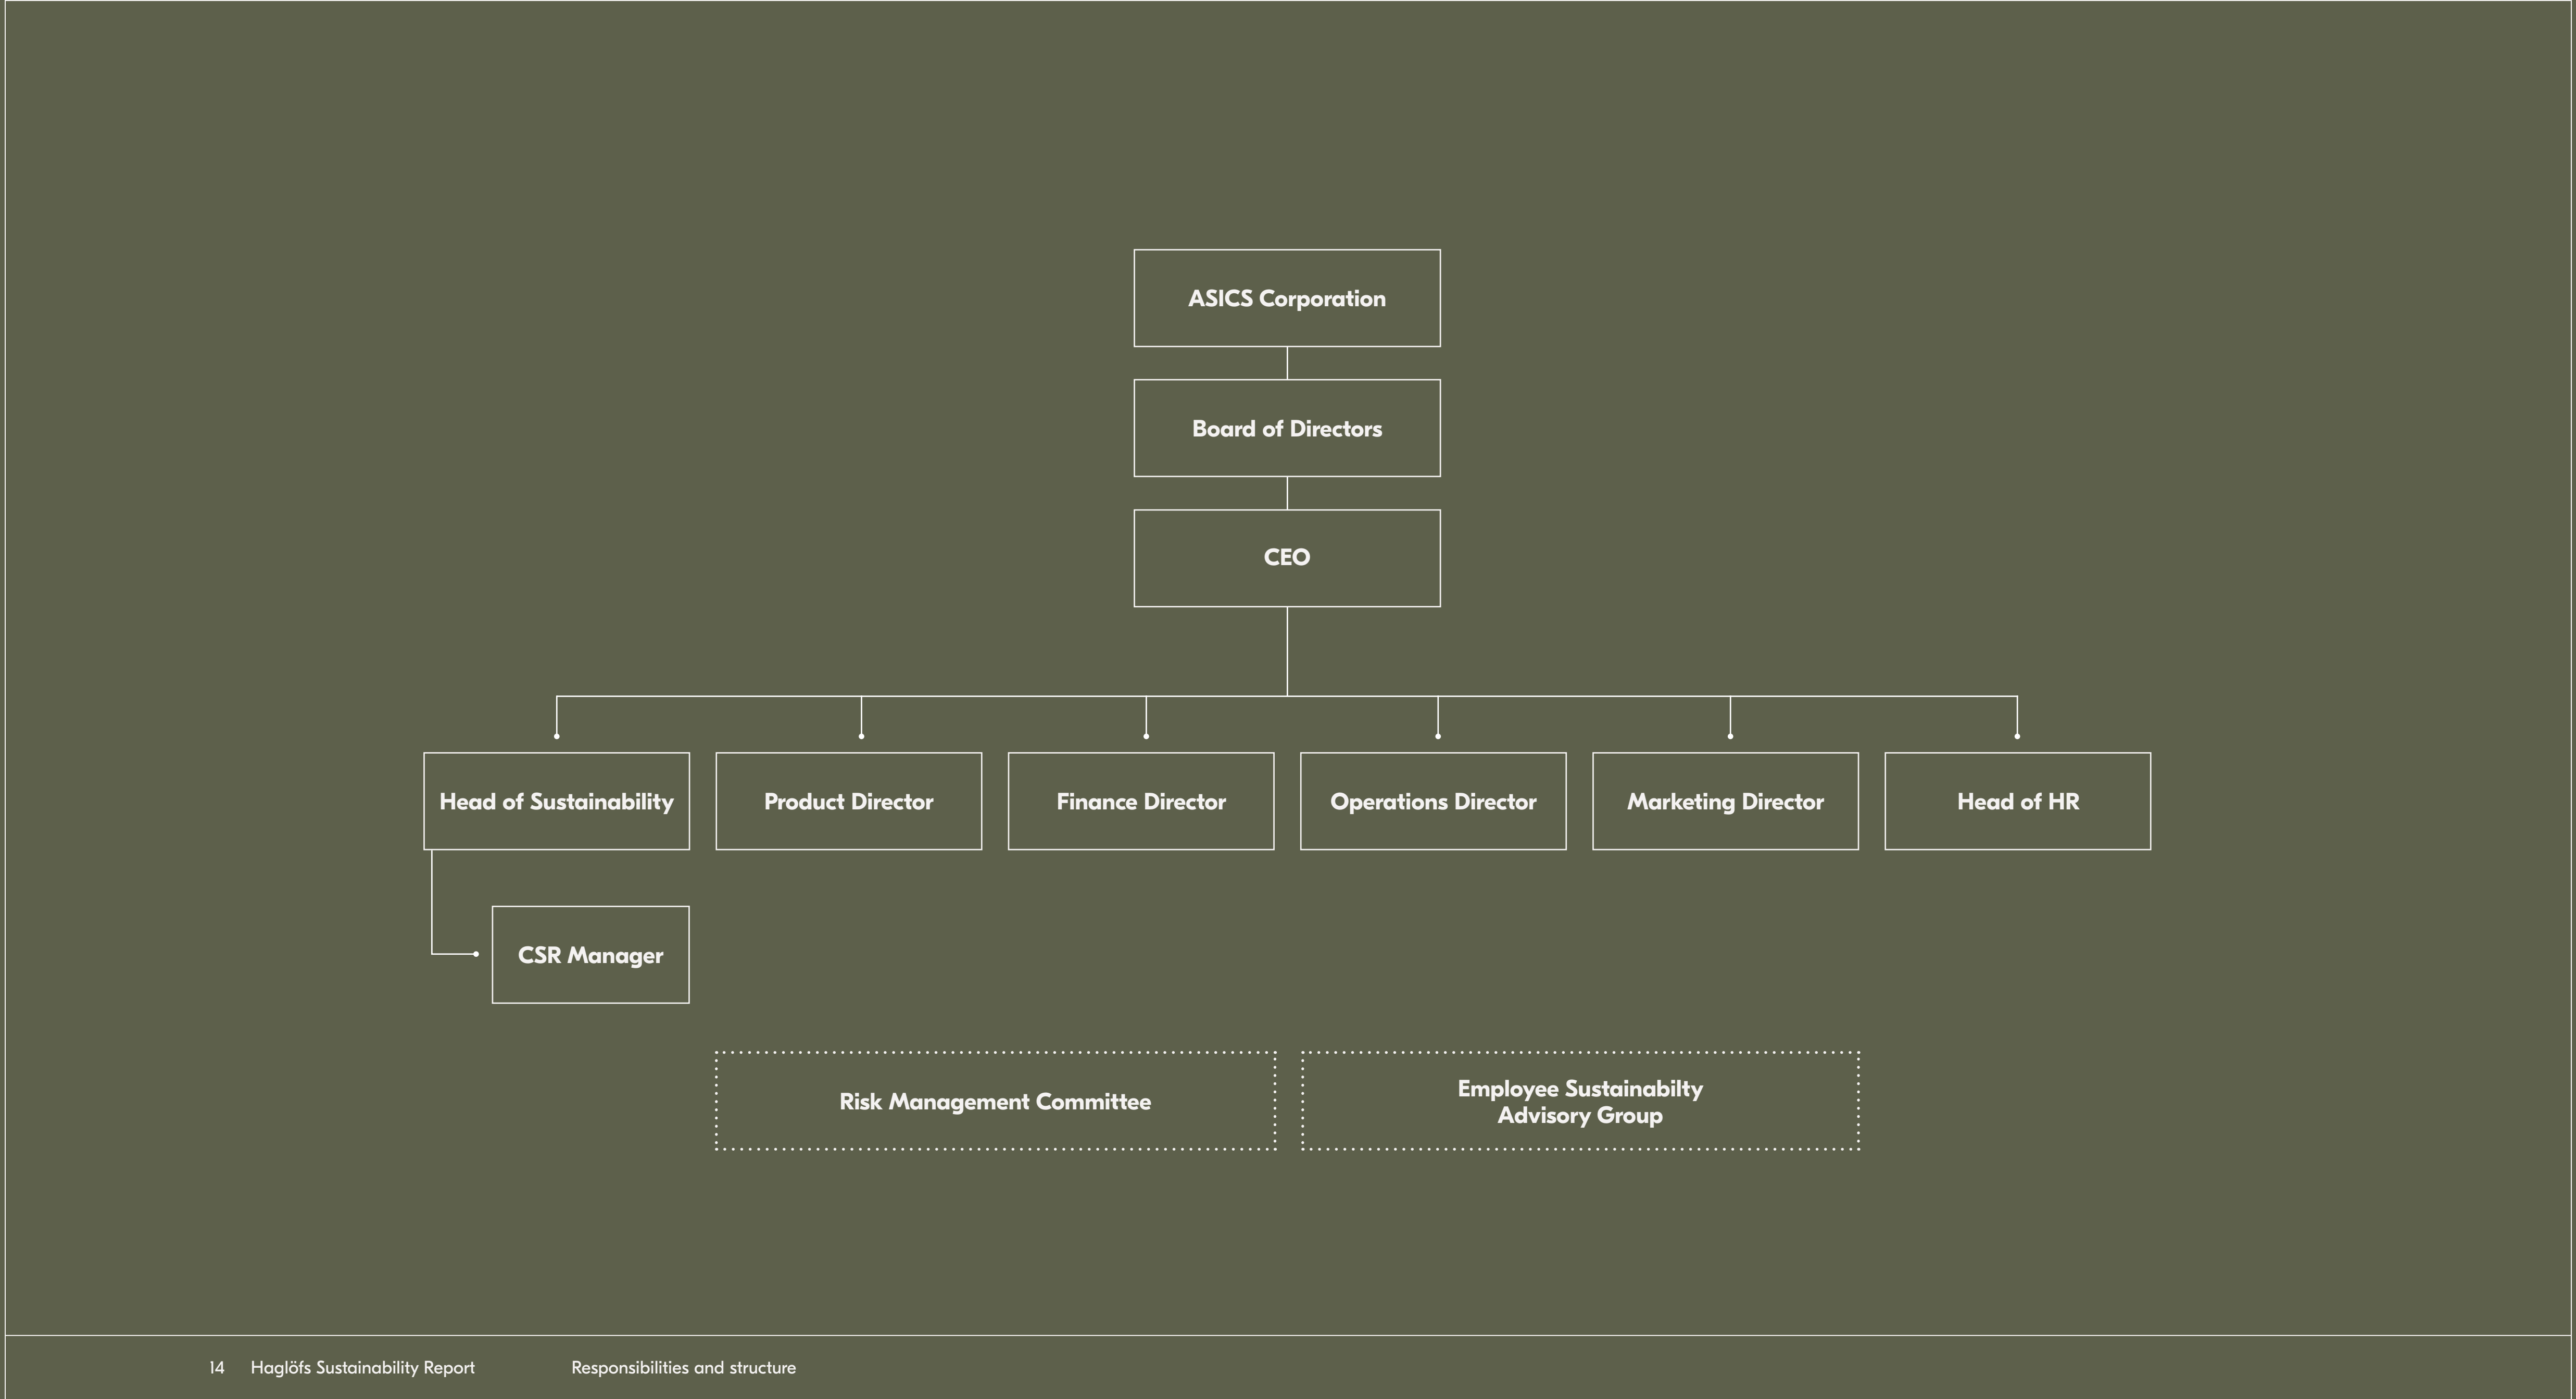 ASICS Corporation
Board of Directors
CEO
Head of Sustainability
Product Director
Finance Director
Operations Director
Marketing Director
Head of HR
CSR Manager
Risk Management Committee
Employee Sustainabilty
Advisory Group
14 Haglöfs Sustainability Report Responsibilities and structure